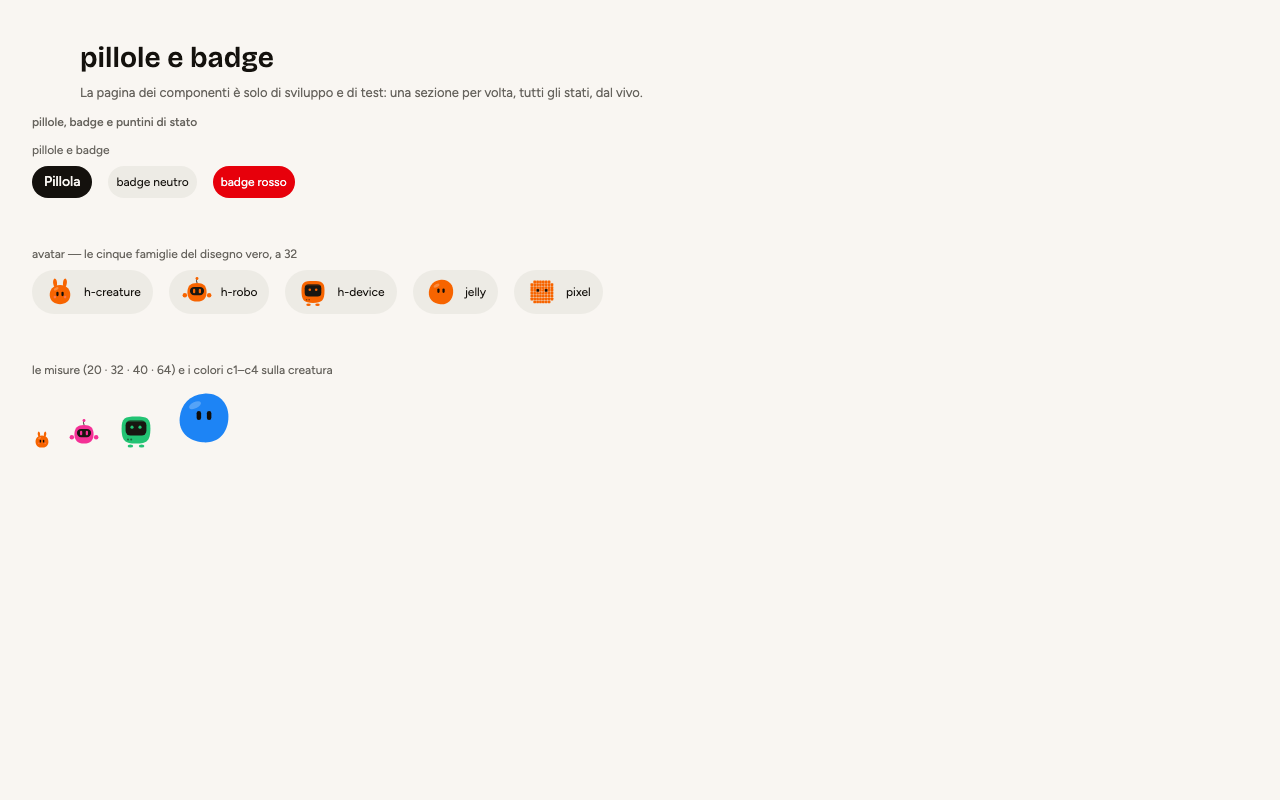 pillole e badge
La pagina dei componenti è solo di sviluppo e di test: una sezione per volta, tutti gli stati, dal vivo.
pillole, badge e puntini di stato
pillole e badge
Pillola badge neutro badge rosso
avatar — le cinque famiglie del disegno vero, a 32
h-creature h-robo h-device jelly pixel
le misure (20 · 32 · 40 · 64) e i colori c1–c4 sulla creatura